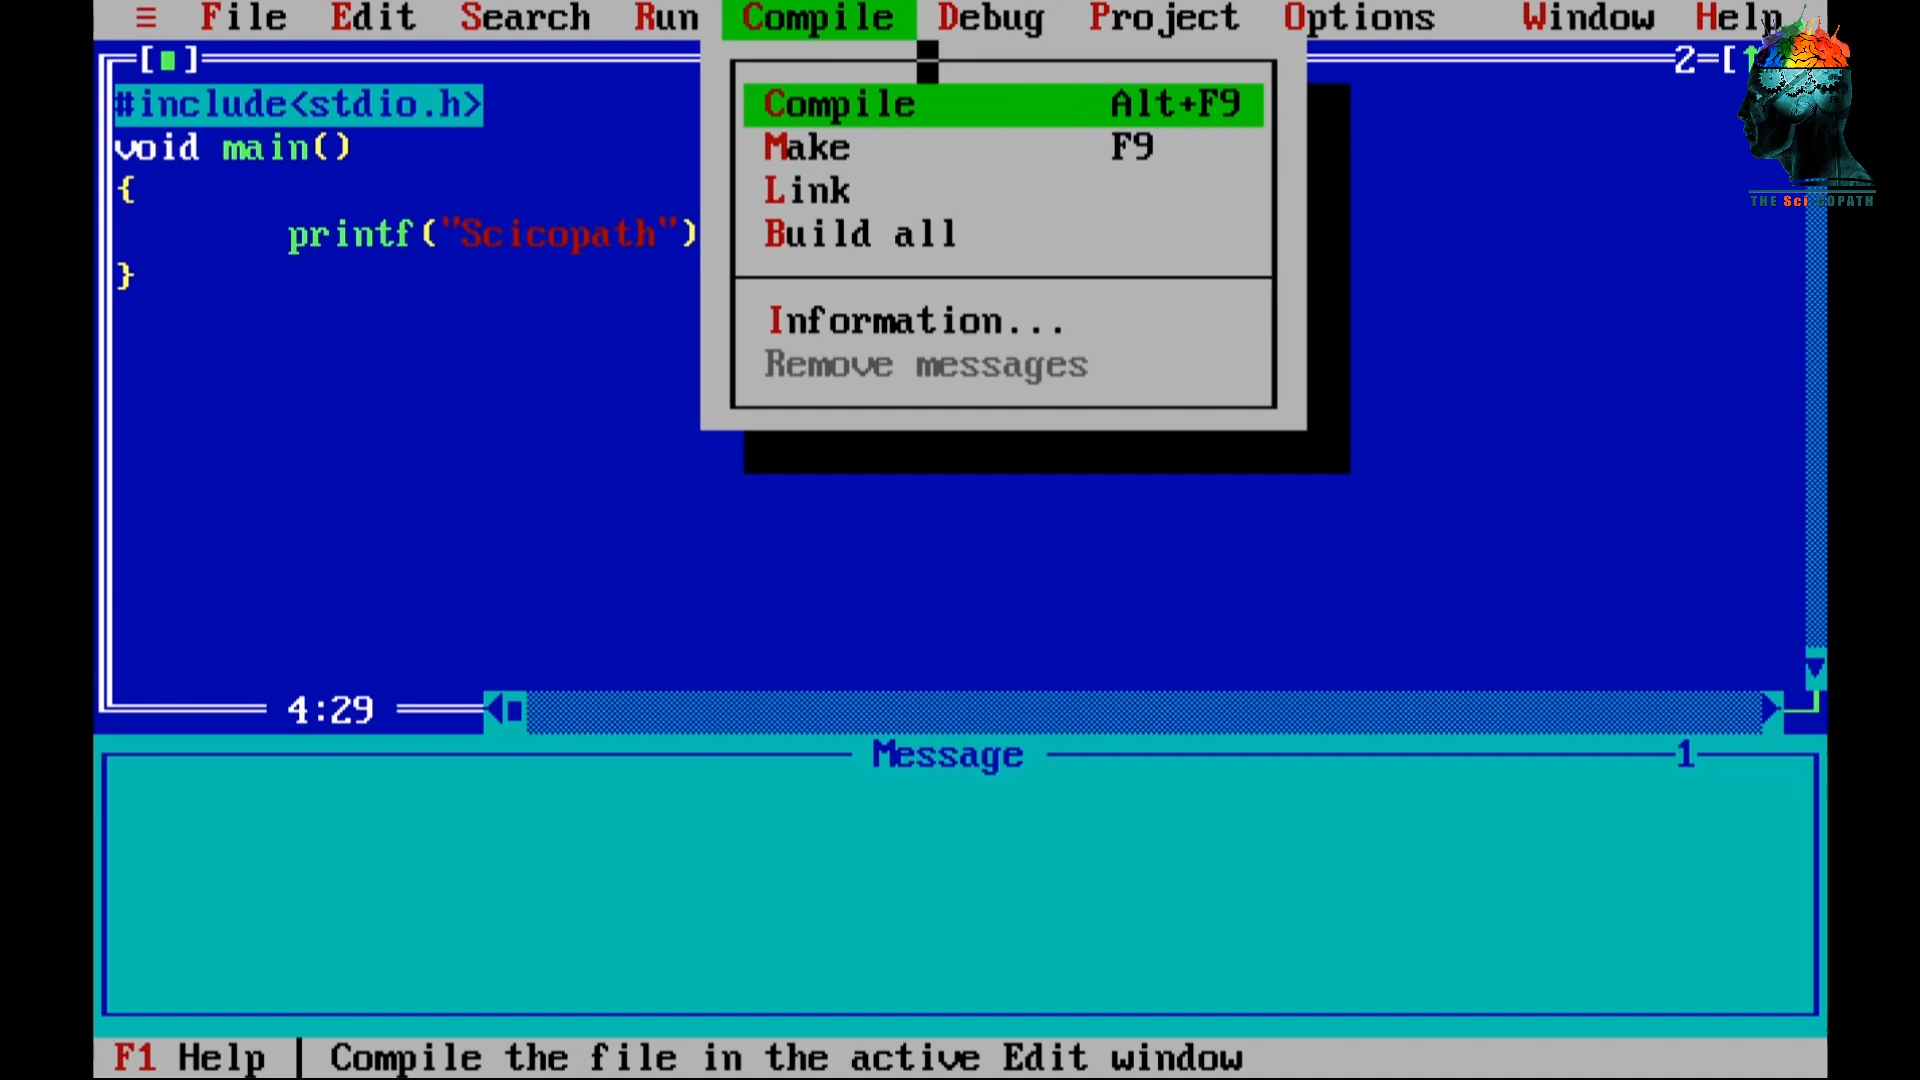 ≡ File Edit Search Run Compile Debug Project Options Window Help
[■] 2=[↑
#include<stdio.h>
void main()
{
printf("Scicopath")
}
Compile Alt+F9
Make F9
Link
Build all
Information...
Remove messages
THE SciCOPATH
4:29
Message 1
F1 Help | Compile the file in the active Edit window